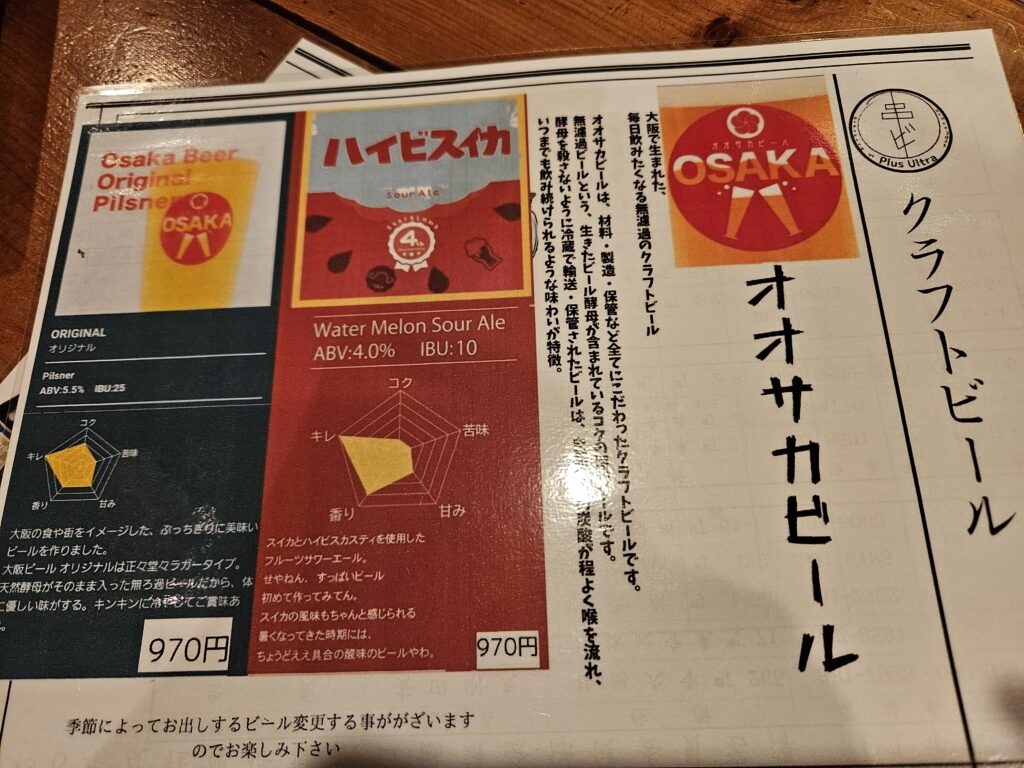 串ビ
Plus Ultra
クラフトビール
オオサカビール
OSAKA
オオサカビール
大阪で生まれた、
毎日飲みたくなる無濾過のクラフトビール
オオサカビールは、材料・製造・保管など全てにこだわったクラフトビールです。
無濾過ビールという、生きたビール酵母が含まれているコクの ールです。
酵母を殺さないように冷蔵で輸送・保管されたビールは、 炭酸が程よく喉を流れ、
いつまでも飲み続けられるような味わいが特徴。
ハイビスイカ
Sour Ale
4th
Water Melon Sour Ale
ABV:4.0% IBU:10
コク
苦味
甘み
香り
キレ
スイカとハイビスカスティを使用した
フルーツサワーエール。
せやねん、すっぱいビール
初めて作ってみてん。
スイカの風味もちゃんと感じられる
暑くなってきた時期には、
ちょうどええ具合の酸味のビールやわ。
970円
Osaka Beer
Original
Pilsner
OSAKA
ORIGINAL
オリジナル
Pilsner
ABV:5.5% IBU:25
コク
苦味
甘み
香り
キレ
大阪の食や街をイメージした、ぶっちぎりに美味い
ビールを作りました。
大阪ビール オリジナルは正々堂々ラガータイプ。
天然酵母がそのまま入った無ろ過ビールだから、体
に優しい味がする。キンキンに冷やしてご賞味あ
。
970円
季節によってお出しするビール変更する事ががざいます
のでお楽しみ下さい